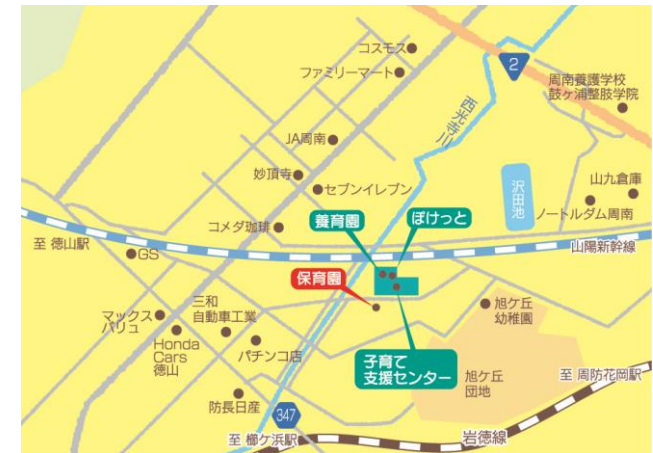 コスモス
ファミリーマート
2
周南養護学校
鼓ヶ浦整肢学院
西光寺川
JA周南
妙頂寺
セブンイレブン
沢田池
山九倉庫
ノートルダム周南
コメダ珈琲
養育園
ぽけっと
至 徳山駅
GS
山陽新幹線
保育園
マックス
バリュ
三和
自動車工業
旭ケ丘
幼稚園
Honda
Cars
徳山
パチンコ店
子育て
支援センター
旭ケ丘
団地
至 周防花岡駅
防長日産
347
至 櫛ケ浜駅
岩徳線